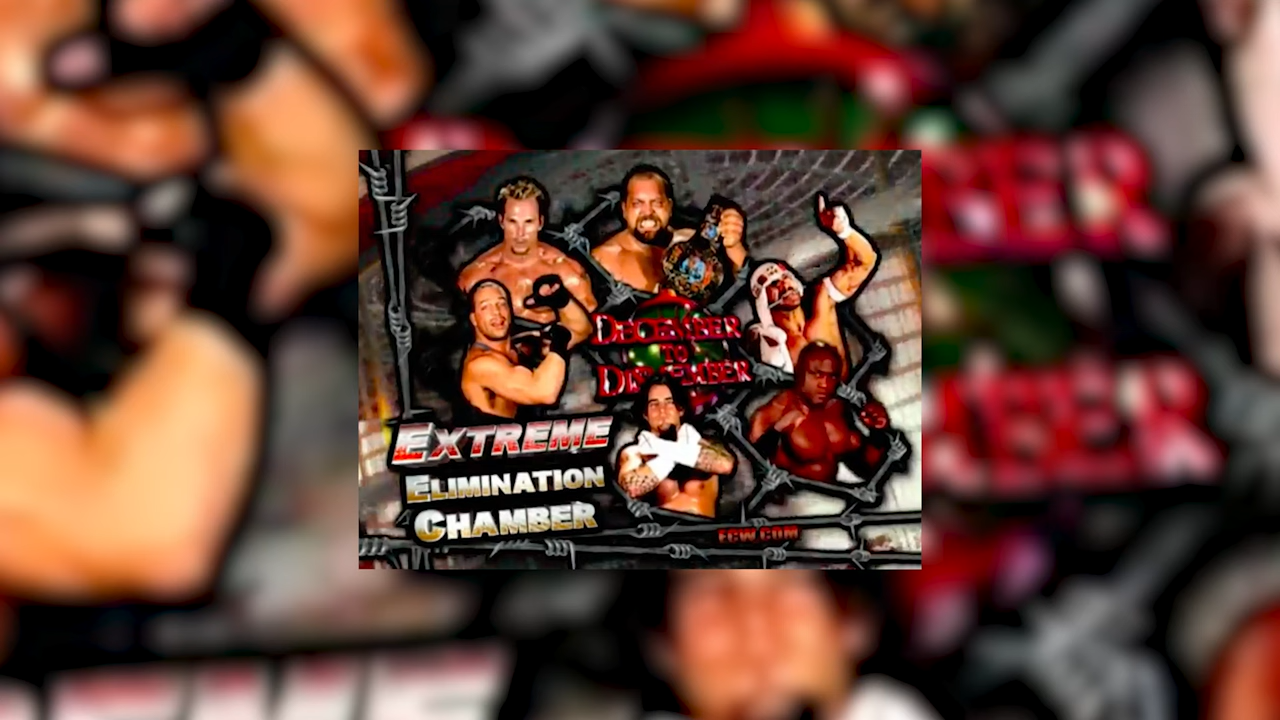 DECEMBER
TO
DISMEMBER
EXTREME
ELIMINATION
CHAMBER
ECW.COM